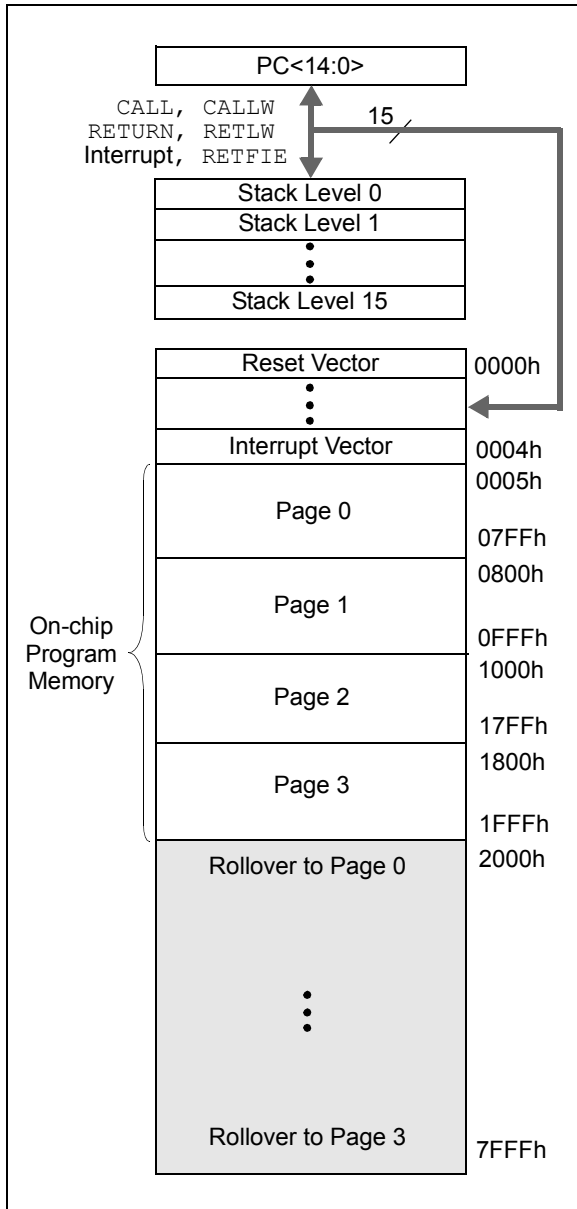 PC<14:0>
CALL, CALLW
RETURN, RETLW
Interrupt, RETFIE
15
Stack Level 0
Stack Level 1
Stack Level 15
Reset Vector
0000h
Interrupt Vector
0004h
0005h
Page 0
07FFh
0800h
Page 1
0FFFh
On-chip
Program
Memory
1000h
Page 2
17FFh
1800h
Page 3
1FFFh
Rollover to Page 0
2000h
Rollover to Page 3
7FFFh